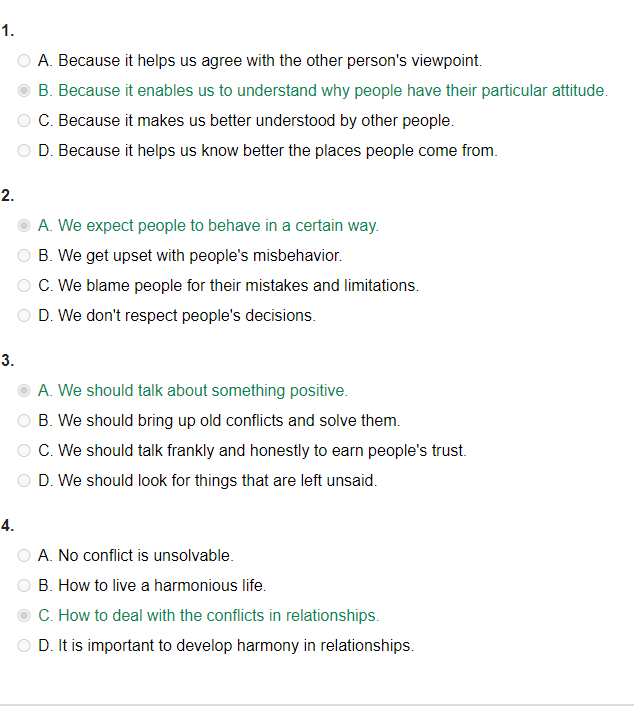 1.
A. Because it helps us agree with the other person's viewpoint.
B. Because it enables us to understand why people have their particular attitude.
C. Because it makes us better understood by other people.
D. Because it helps us know better the places people come from.
2.
A. We expect people to behave in a certain way.
B. We get upset with people's misbehavior.
C. We blame people for their mistakes and limitations.
D. We don't respect people's decisions.
3.
A. We should talk about something positive.
B. We should bring up old conflicts and solve them.
C. We should talk frankly and honestly to earn people's trust.
D. We should look for things that are left unsaid.
4.
A. No conflict is unsolvable.
B. How to live a harmonious life.
C. How to deal with the conflicts in relationships.
D. It is important to develop harmony in relationships.